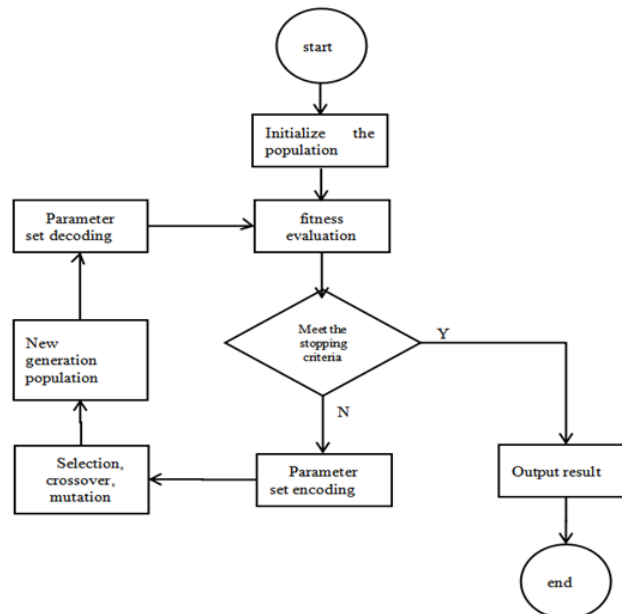 start
Initialize the
population
Parameter
set decoding
fitness
evaluation
Meet the
stopping
criteria
Y
New
generation
population
N
Selection,
crossover,
mutation
Parameter
set encoding
Output result
end